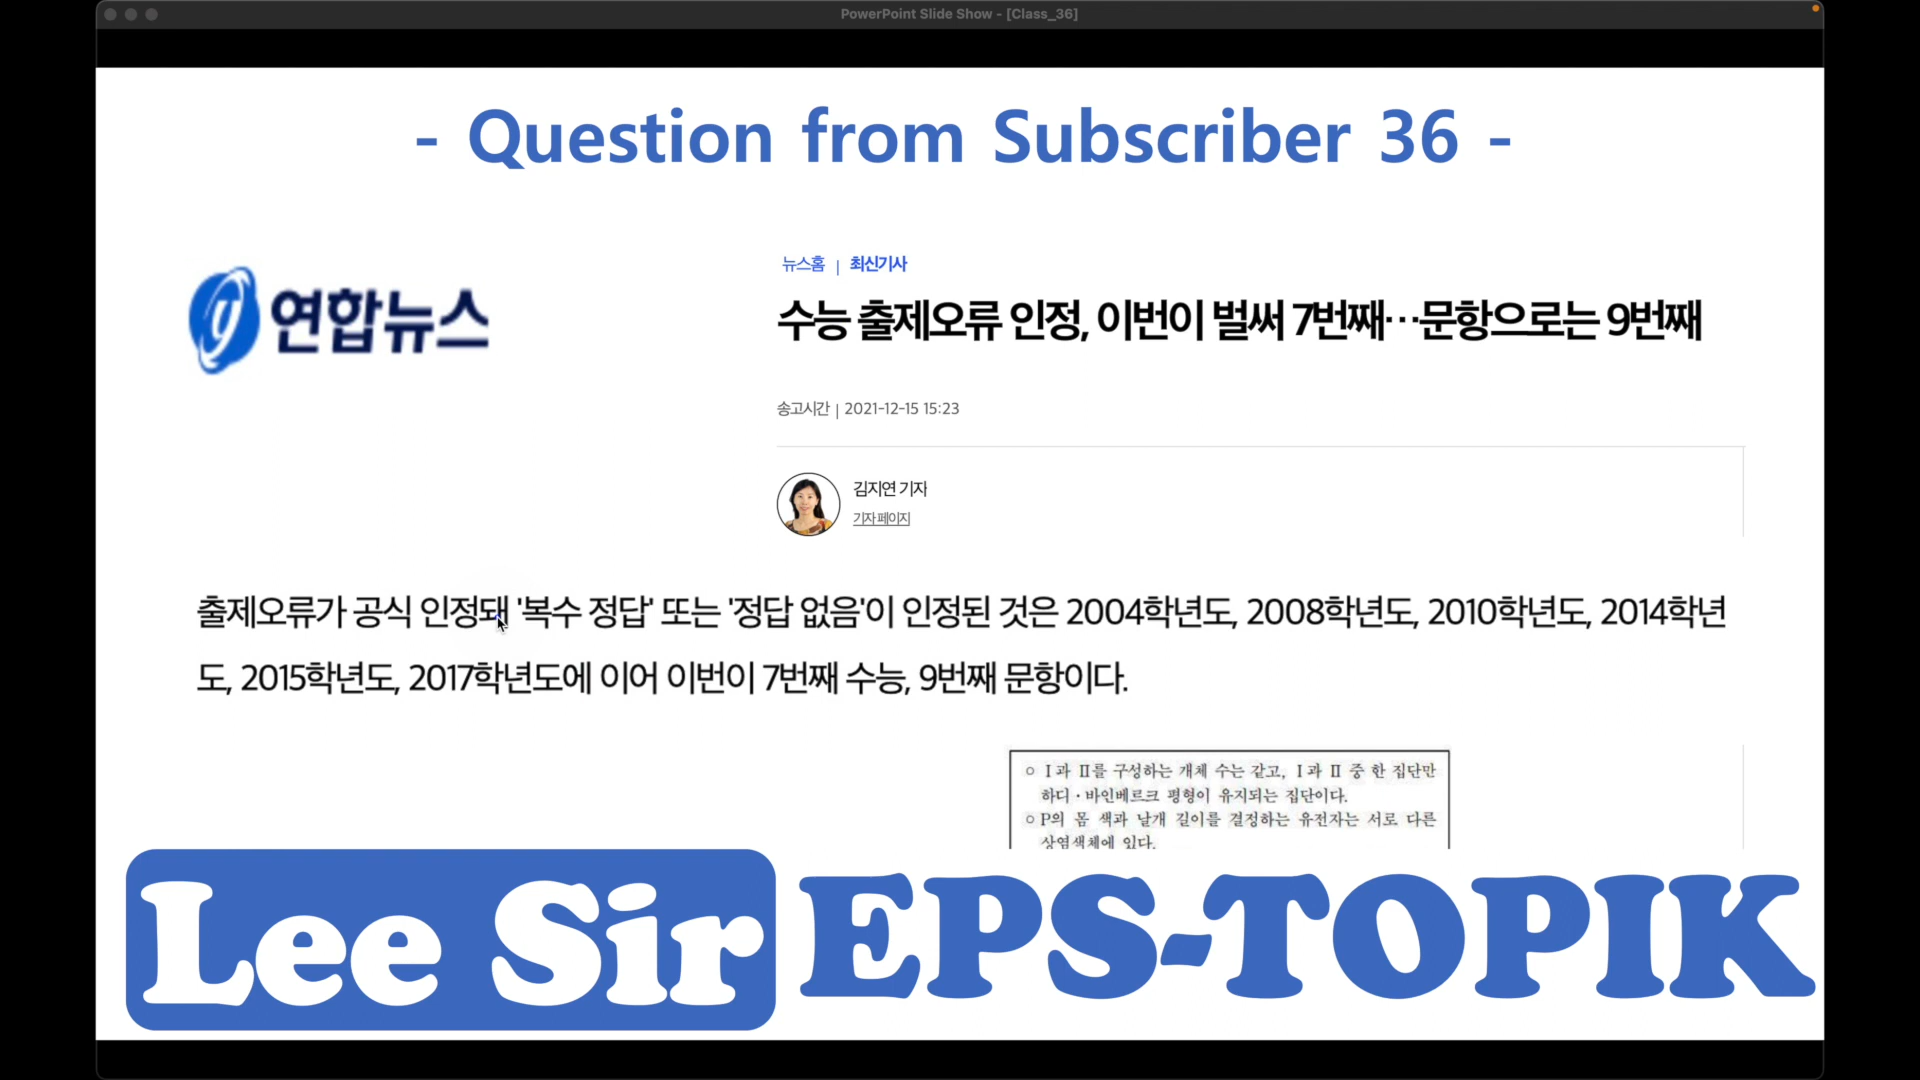 PowerPoint Slide Show - [Class_36]
- Question from Subscriber 36 -
연합뉴스
뉴스홈 | 최신기사
수능 출제오류 인정, 이번이 벌써 7번째…문항으로는 9번째
송고시간 | 2021-12-15 15:23
김지연 기자
기자 페이지
출제오류가 공식 인정돼 '복수 정답' 또는 '정답 없음'이 인정된 것은 2004학년도, 2008학년도, 2010학년도, 2014학년
도, 2015학년도, 2017학년도에 이어 이번이 7번째 수능, 9번째 문항이다.
○ Ⅰ과 Ⅱ를 구성하는 개체 수는 같고, Ⅰ과 Ⅱ 중 한 집단만
하디·바인베르크 평형이 유지되는 집단이다.
○ P의 몸 색과 날개 길이를 결정하는 유전자는 서로 다른
상염색체에 있다.
Lee Sir EPS-TOPIK